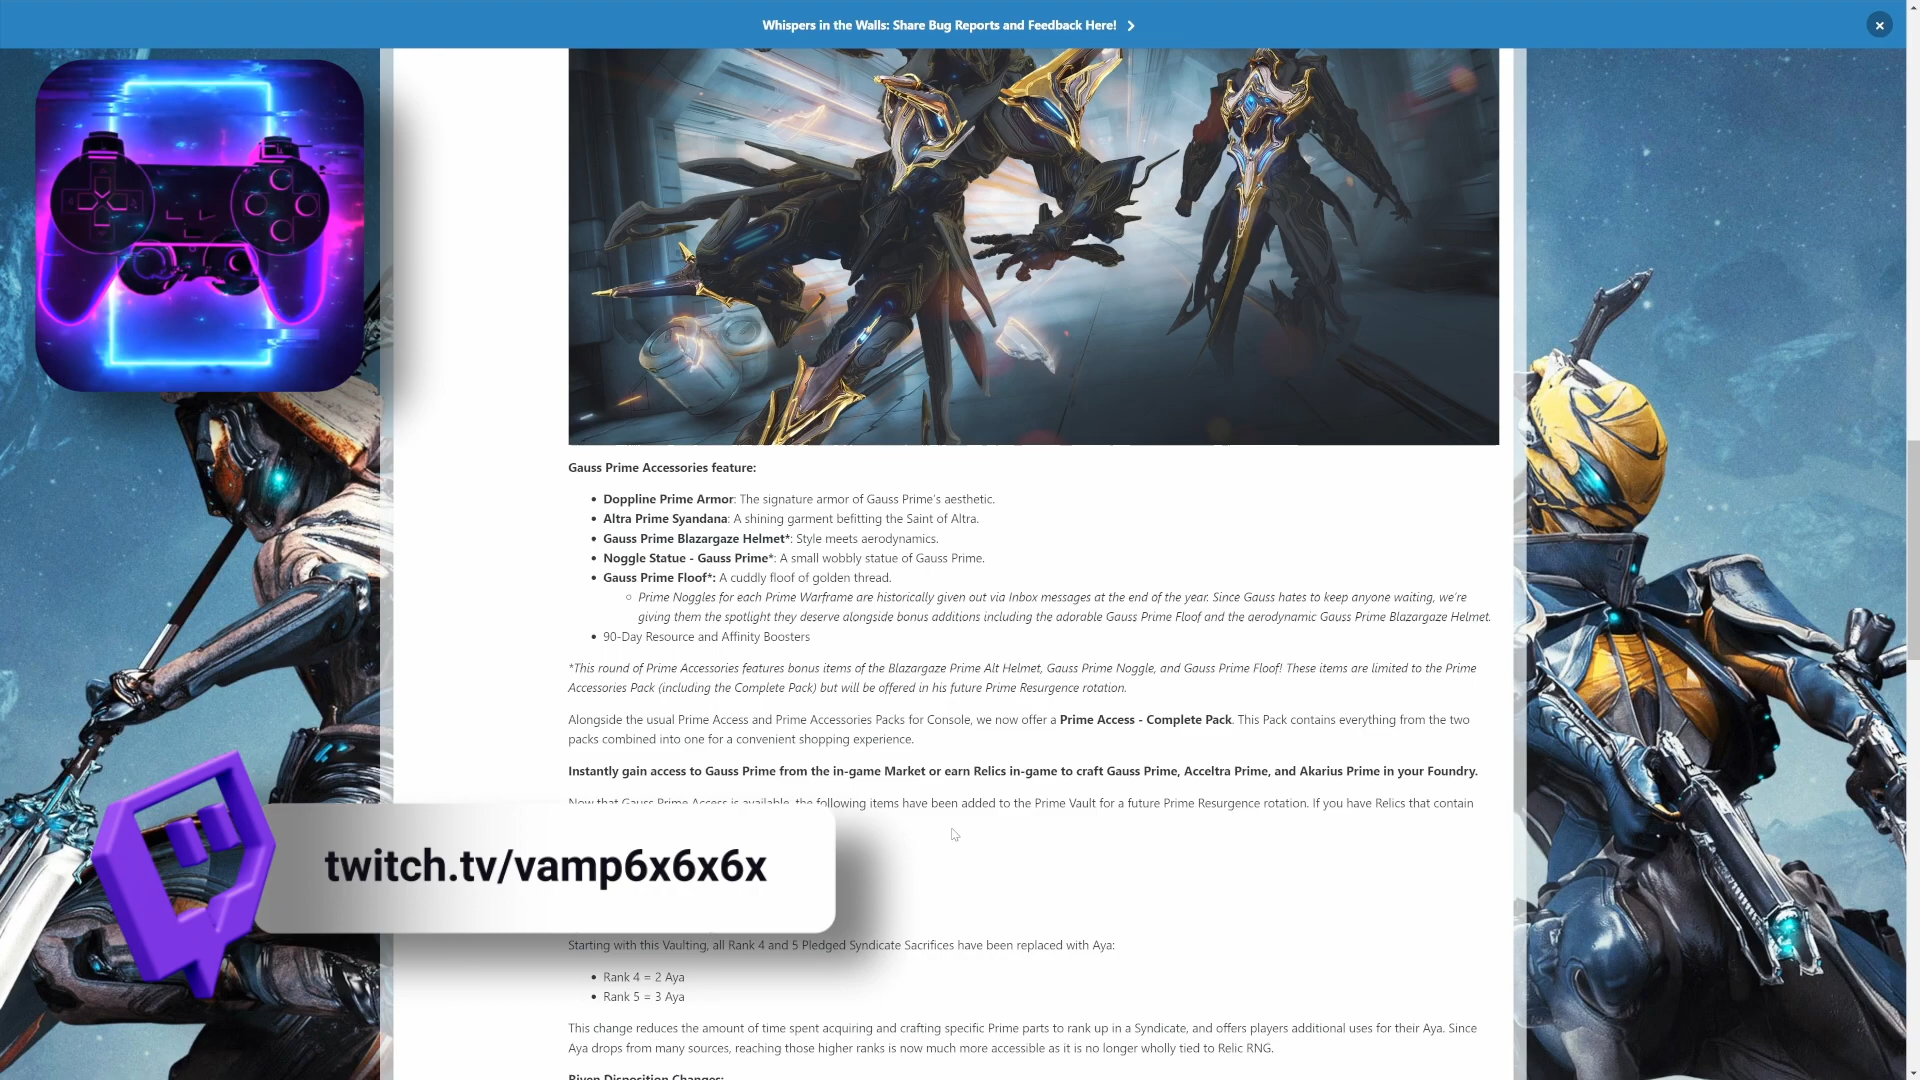 Whispers in the Walls: Share Bug Reports and Feedback Here!
Gauss Prime Accessories feature:
Doppline Prime Armor: The signature armor of Gauss Prime's aesthetic.
Altra Prime Syandana: A shining garment befitting the Saint of Altra.
Gauss Prime Blazargaze Helmet*: Style meets aerodynamics.
Noggle Statue - Gauss Prime*: A small wobbly statue of Gauss Prime.
Gauss Prime Floof*: A cuddly floof of golden thread.
Prime Noggles for each Prime Warframe are historically given out via Inbox messages at the end of the year. Since Gauss hates to keep anyone waiting, we're
giving them the spotlight they deserve alongside bonus additions including the adorable Gauss Prime Floof and the aerodynamic Gauss Prime Blazargaze Helmet.
90-Day Resource and Affinity Boosters
*This round of Prime Accessories features bonus items of the Blazargaze Prime Alt Helmet, Gauss Prime Noggle, and Gauss Prime Floof! These items are limited to the Prime
Accessories Pack (including the Complete Pack) but will be offered in his future Prime Resurgence rotation.
Alongside the usual Prime Access and Prime Accessories Packs for Console, we now offer a Prime Access - Complete Pack. This Pack contains everything from the two
packs combined into one for a convenient shopping experience.
Instantly gain access to Gauss Prime from the in-game Market or earn Relics in-game to craft Gauss Prime, Acceltra Prime, and Akarius Prime in your Foundry.
Now that Gauss Prime Access is available, the following items have been added to the Prime Vault for a future Prime Resurgence rotation. If you have Relics that contain
twitch.tv/vamp6x6x6x
Starting with this Vaulting, all Rank 4 and 5 Pledged Syndicate Sacrifices have been replaced with Aya:
Rank 4 = 2 Aya
Rank 5 = 3 Aya
This change reduces the amount of time spent acquiring and crafting specific Prime parts to rank up in a Syndicate, and offers players additional uses for their Aya. Since
Aya drops from many sources, reaching those higher ranks is now much more accessible as it is no longer wholly tied to Relic RNG.
Riven Disposition Changes: